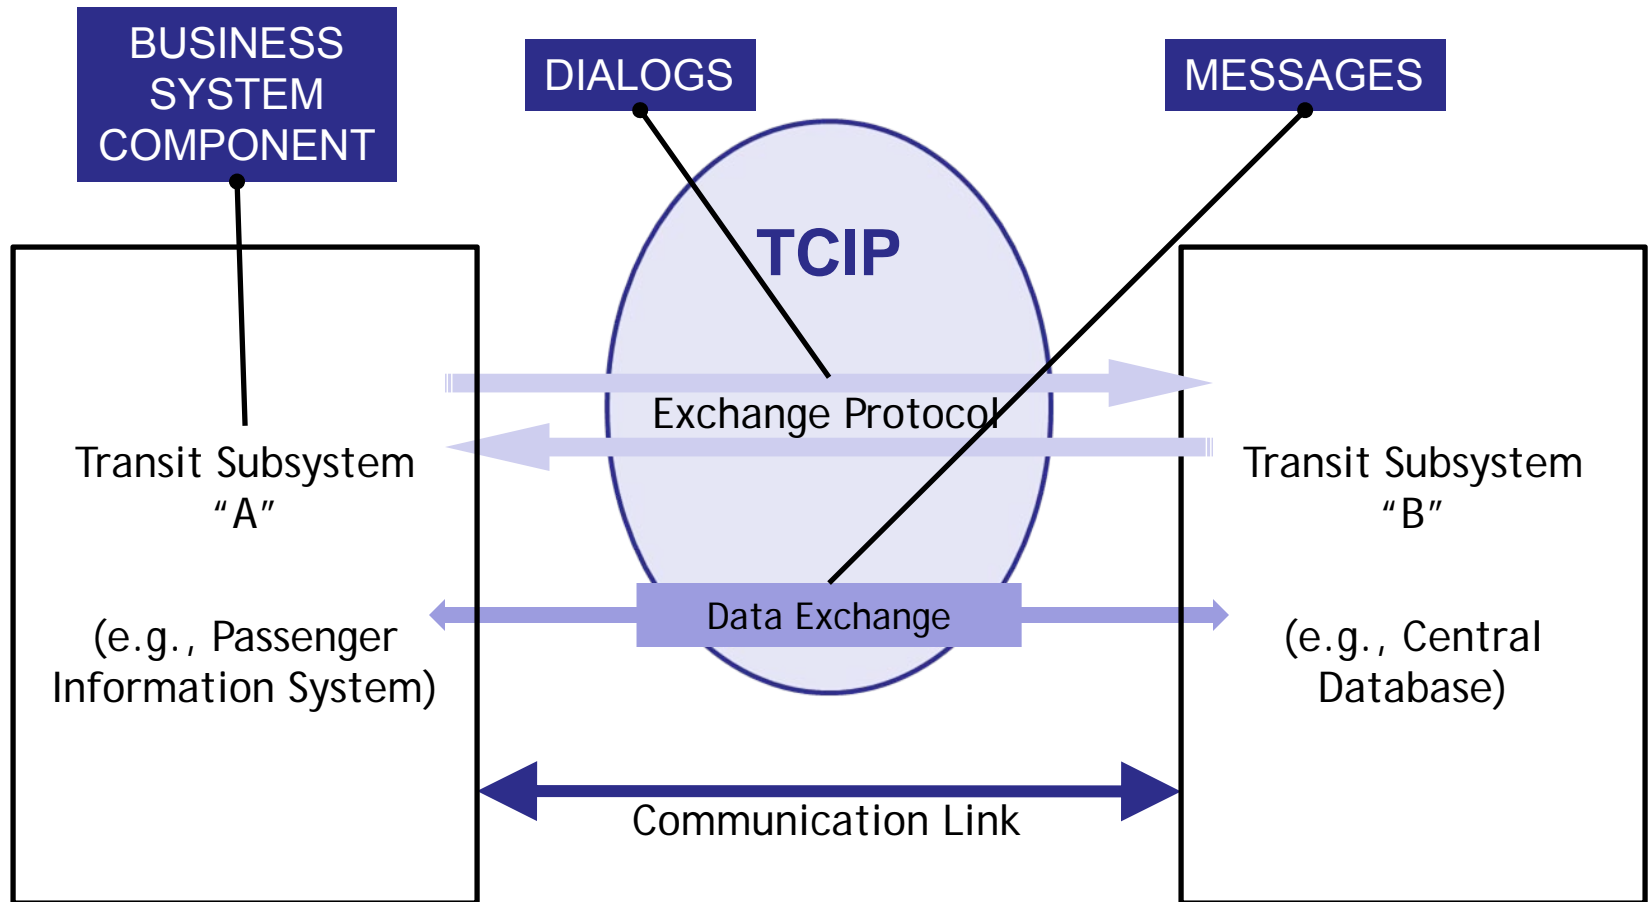 BUSINESS
SYSTEM
COMPONENT
DIALOGS
MESSAGES
TCIP
Exchange Protocol
Transit Subsystem
“A”
(e.g., Passenger
Information System)
Transit Subsystem
“B”
(e.g., Central
Database)
Data Exchange
Communication Link